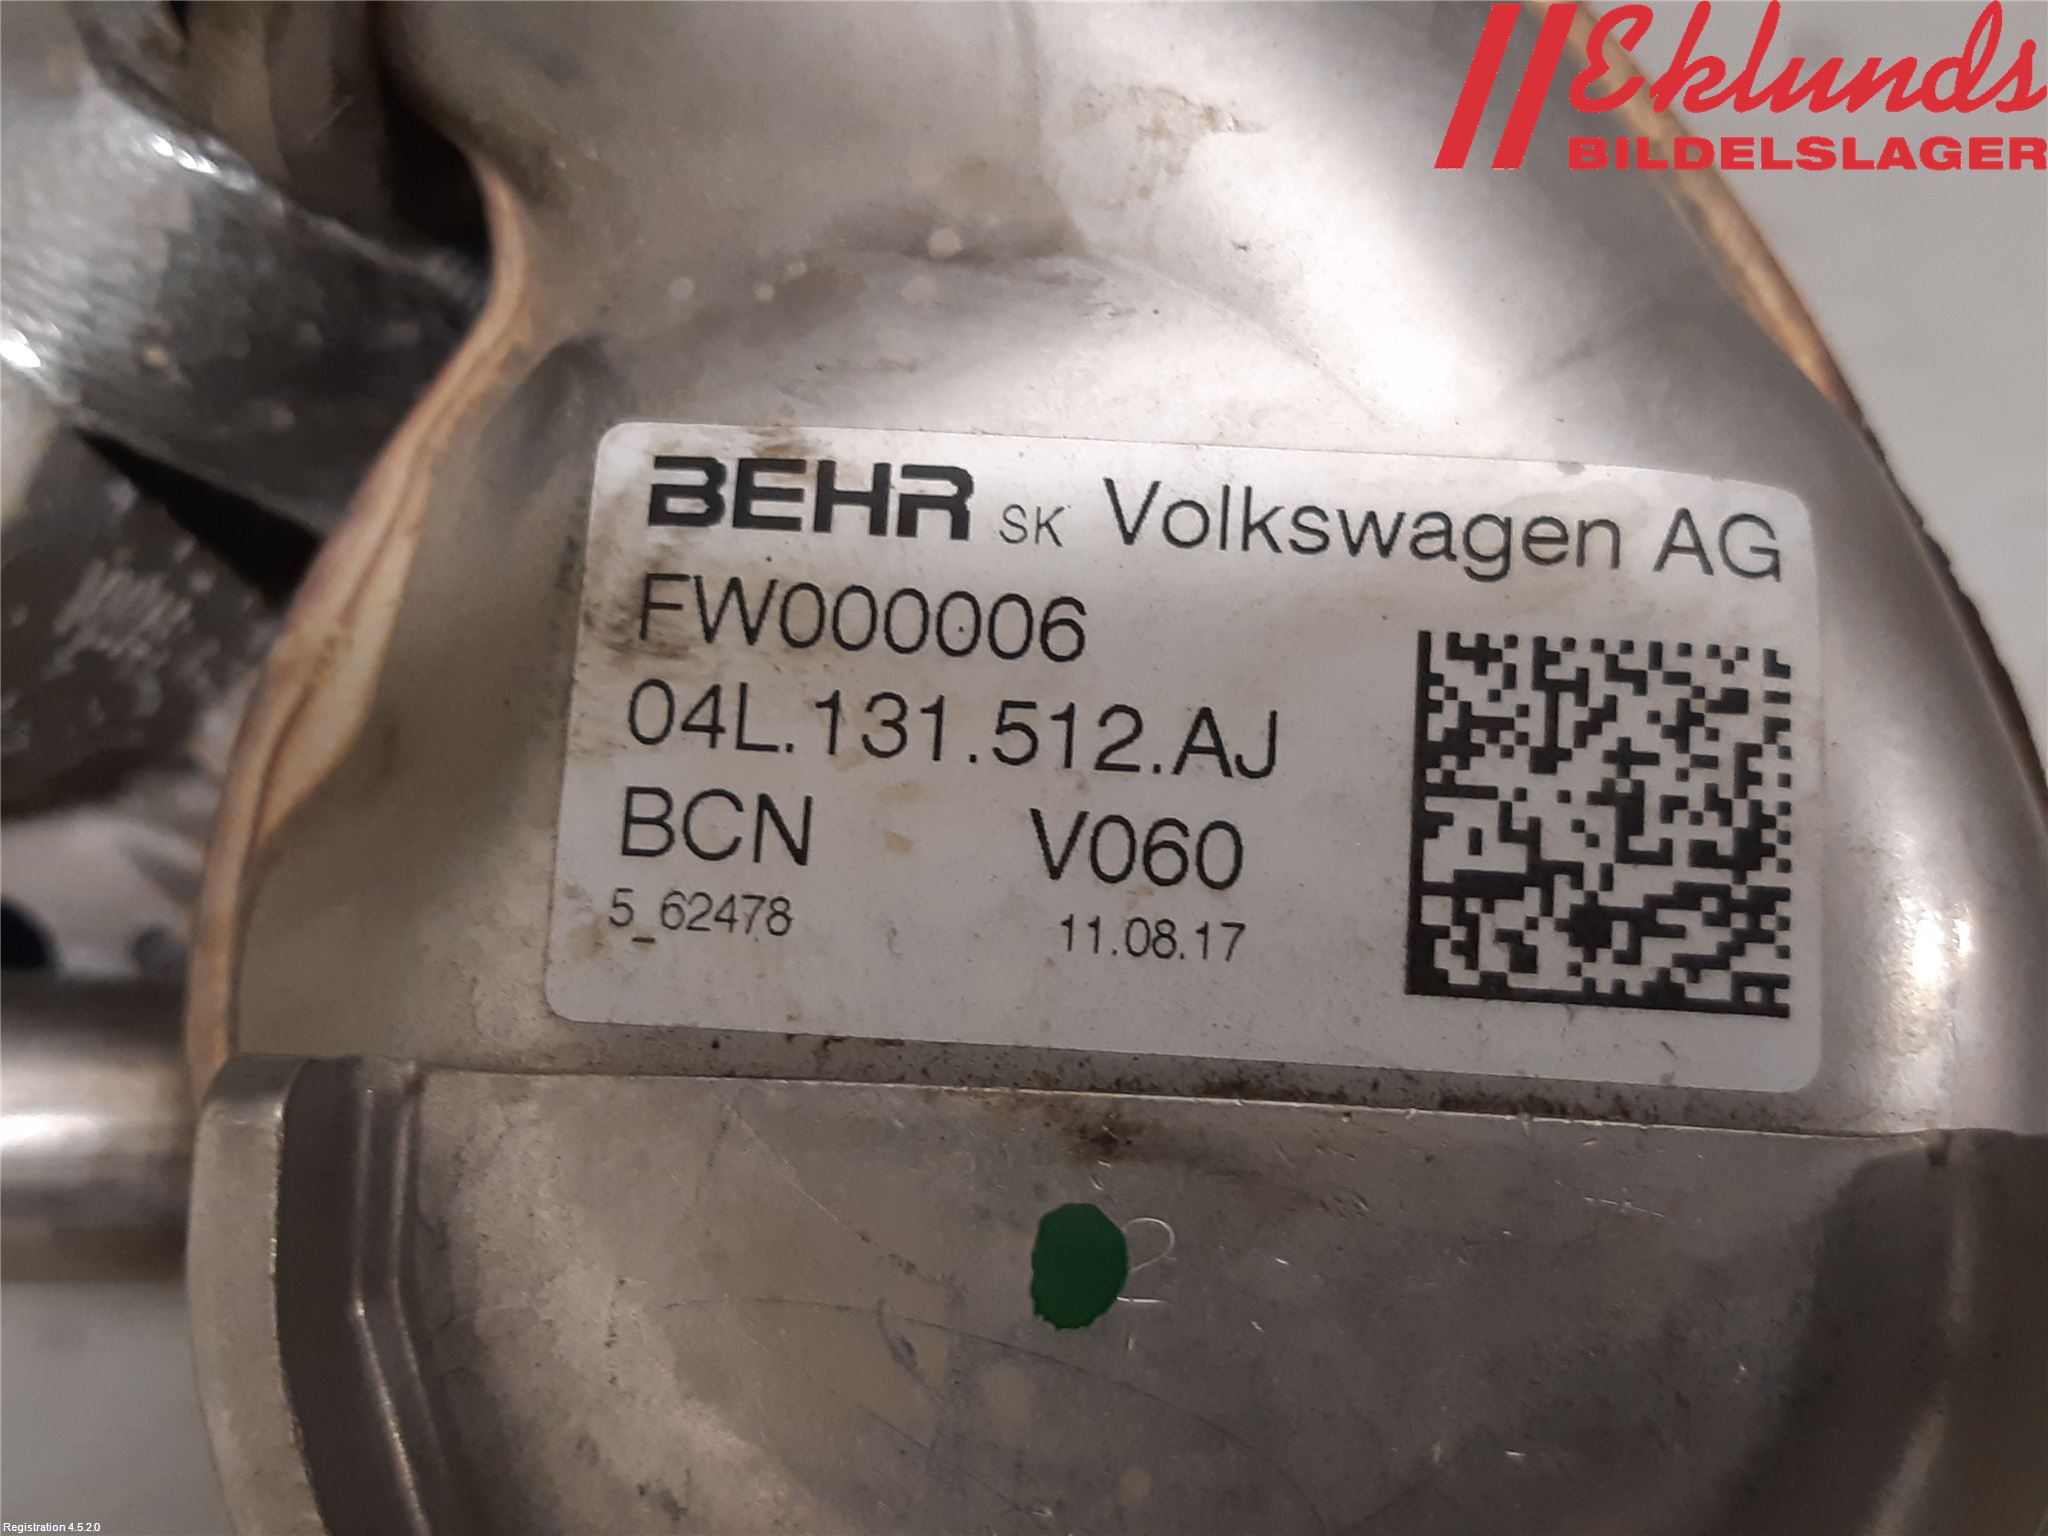 Eklunds
BILDELSLAGER
BEHR SK Volkswagen AG
FW000006
04L.131.512.AJ
BCN V060
5_62478 11.08.17
Registration 4.5.2.0